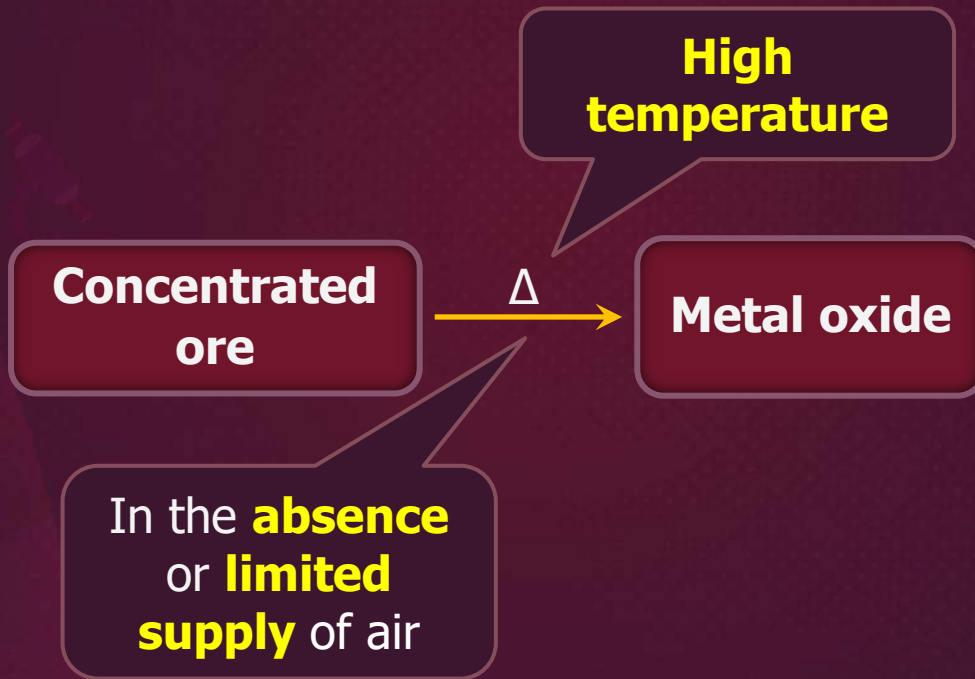 High
temperature
Concentrated
ore
Δ
Metal oxide
In the absence
or limited
supply of air